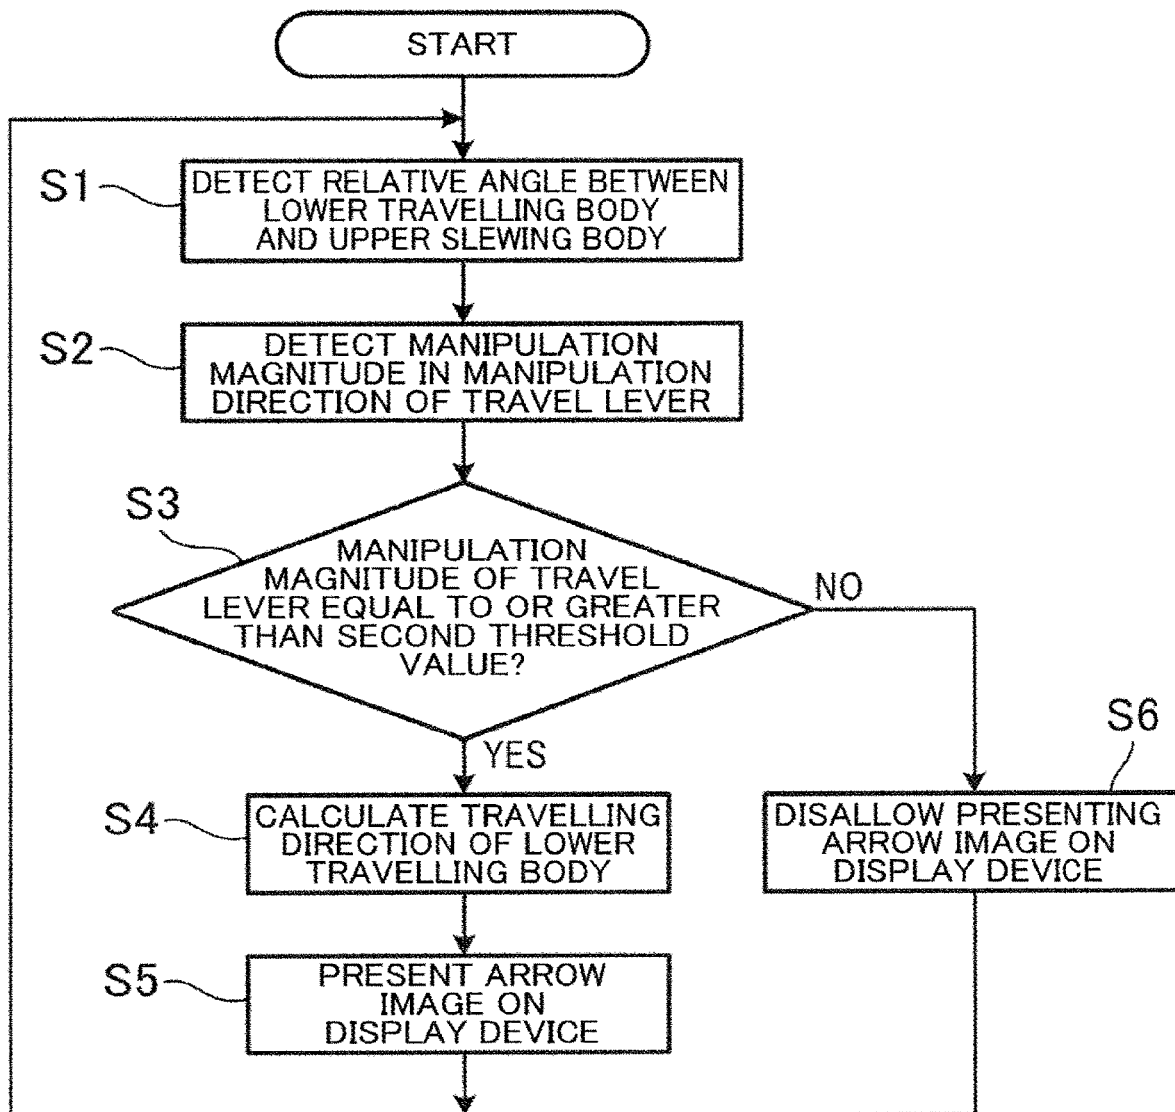 START
S1
DETECT RELATIVE ANGLE BETWEEN
LOWER TRAVELLING BODY
AND UPPER SLEWING BODY
S2
DETECT MANIPULATION
MAGNITUDE IN MANIPULATION
DIRECTION OF TRAVEL LEVER
S3
MANIPULATION
MAGNITUDE OF TRAVEL
LEVER EQUAL TO OR GREATER
THAN SECOND THRESHOLD
VALUE?
NO
YES
S4
CALCULATE TRAVELLING
DIRECTION OF LOWER
TRAVELLING BODY
S6
DISALLOW PRESENTING
ARROW IMAGE ON
DISPLAY DEVICE
S5
PRESENT ARROW
IMAGE ON
DISPLAY DEVICE